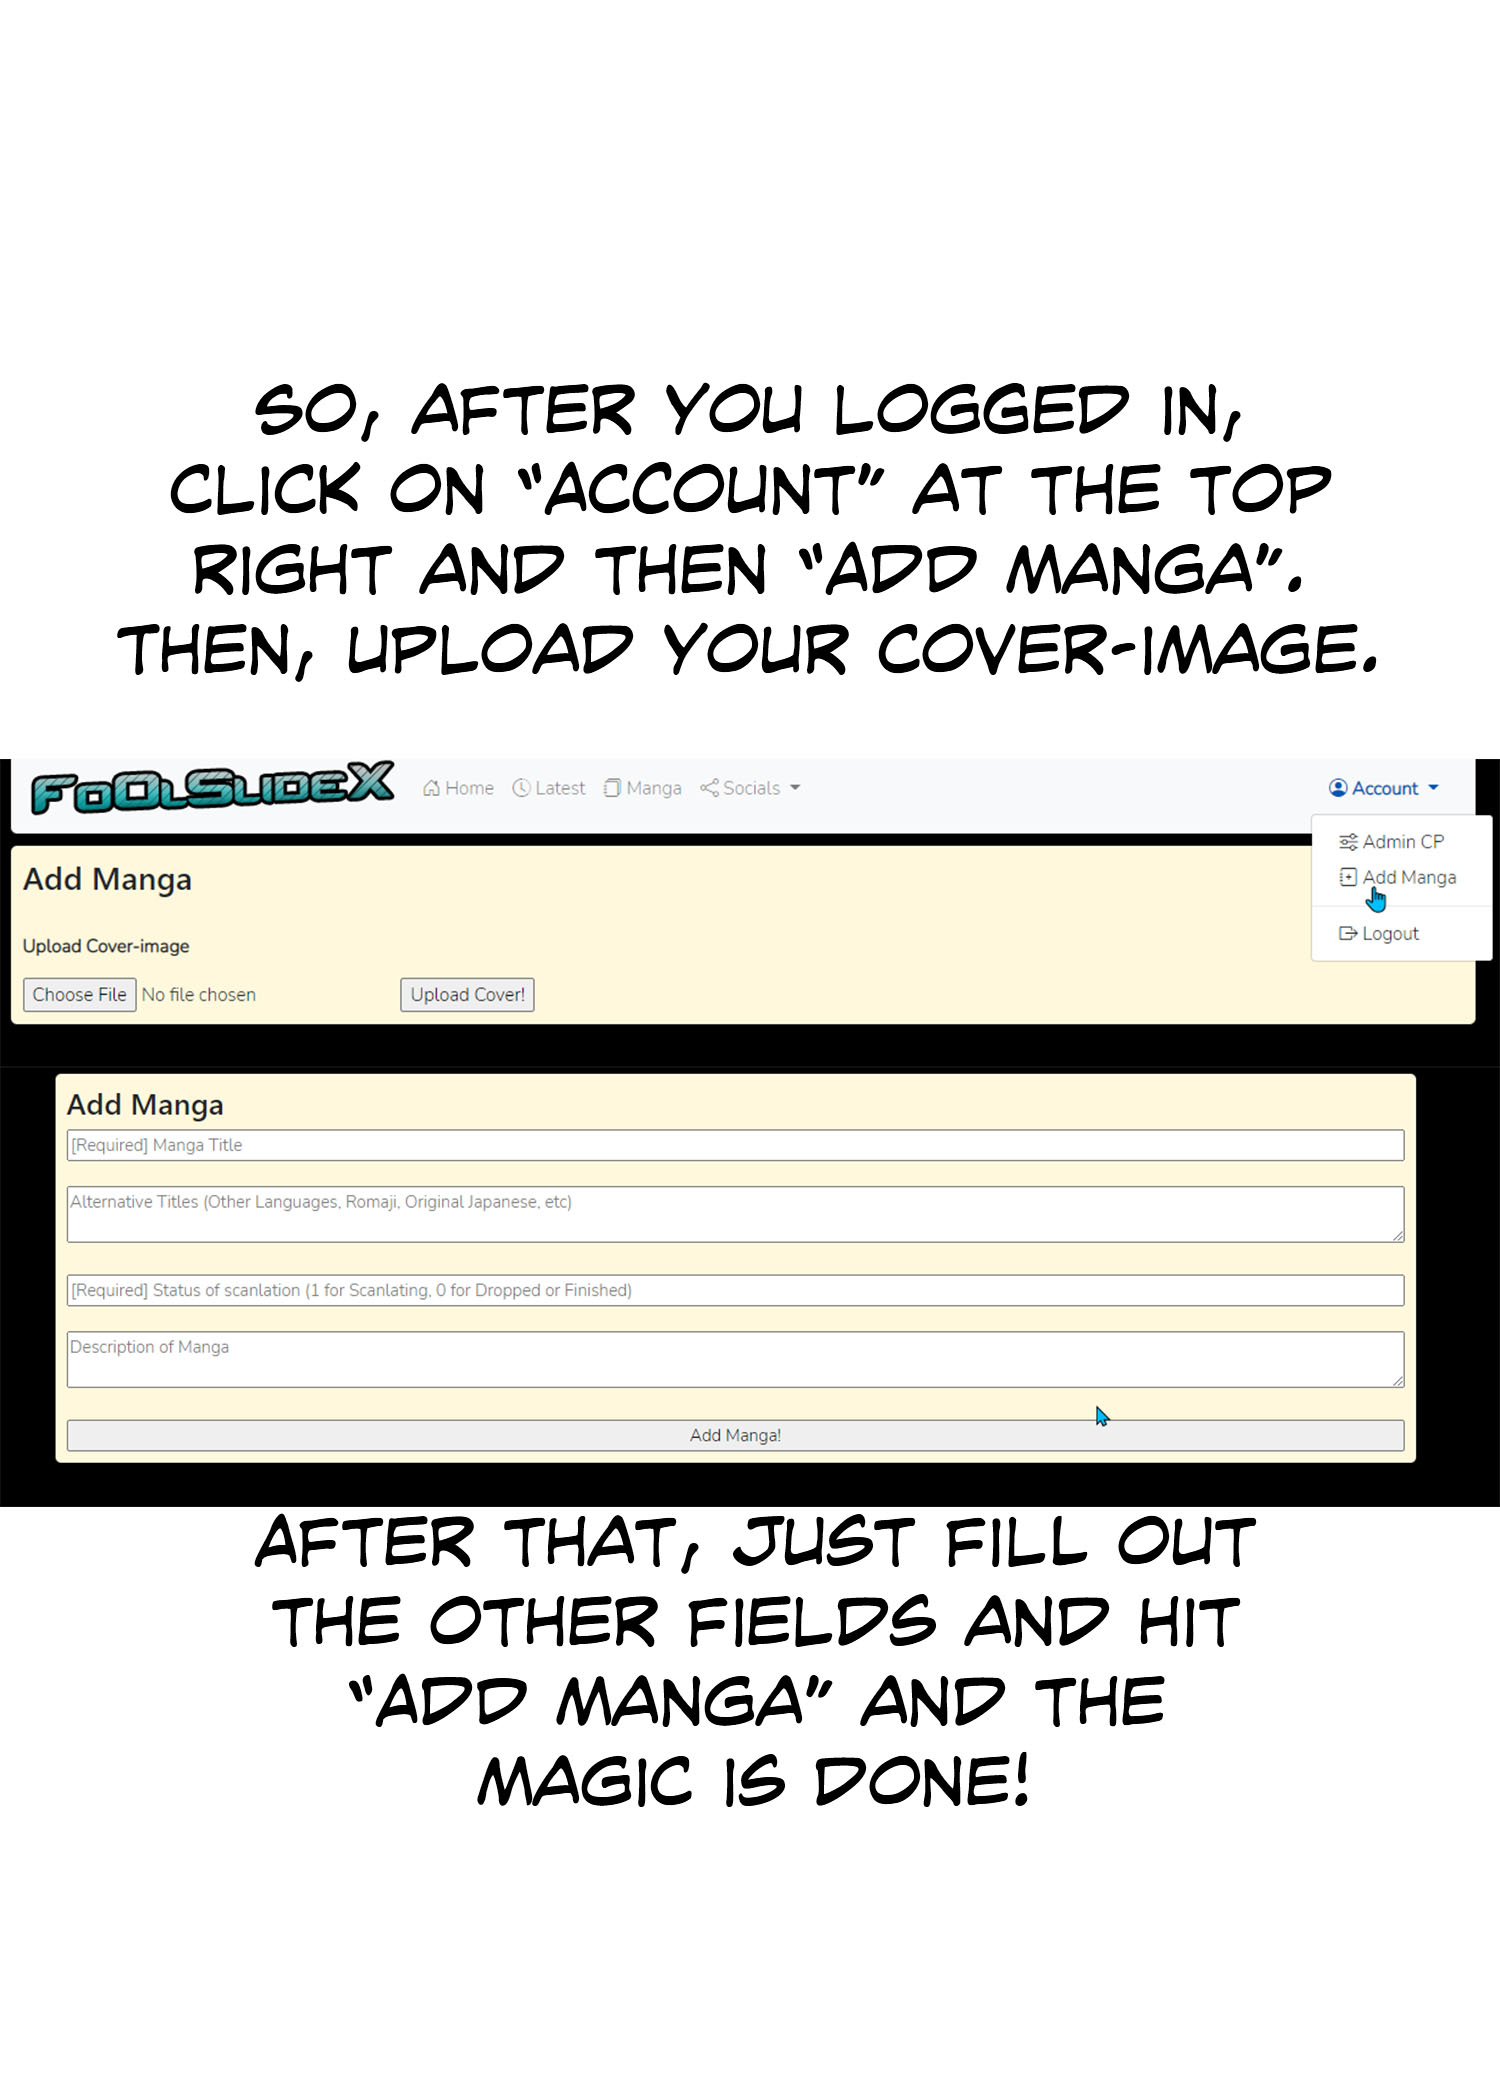 SO, AFTER YOU LOGGED IN,
CLICK ON "ACCOUNT" AT THE TOP
RIGHT AND THEN "ADD MANGA".
THEN, UPLOAD YOUR COVER-IMAGE.
FoOlSlideX Home Latest Manga Socials Account
Admin CP
Add Manga
Logout
Add Manga
Upload Cover-image
Choose File No file chosen Upload Cover!
Add Manga
[Required] Manga Title
Alternative Titles (Other Languages, Romaji, Original Japanese, etc)
[Required] Status of scanlation (1 for Scanlating, 0 for Dropped or Finished)
Description of Manga
Add Manga!
AFTER THAT, JUST FILL OUT
THE OTHER FIELDS AND HIT
"ADD MANGA" AND THE
MAGIC IS DONE!